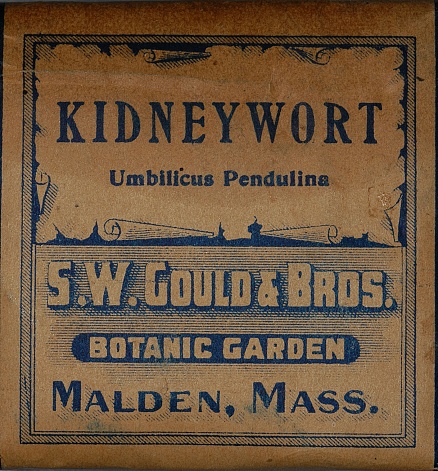 KIDNEYWORT
Umbilicus Pendulina
S.W. GOULD & BROS.
BOTANIC GARDEN
MALDEN, MASS.